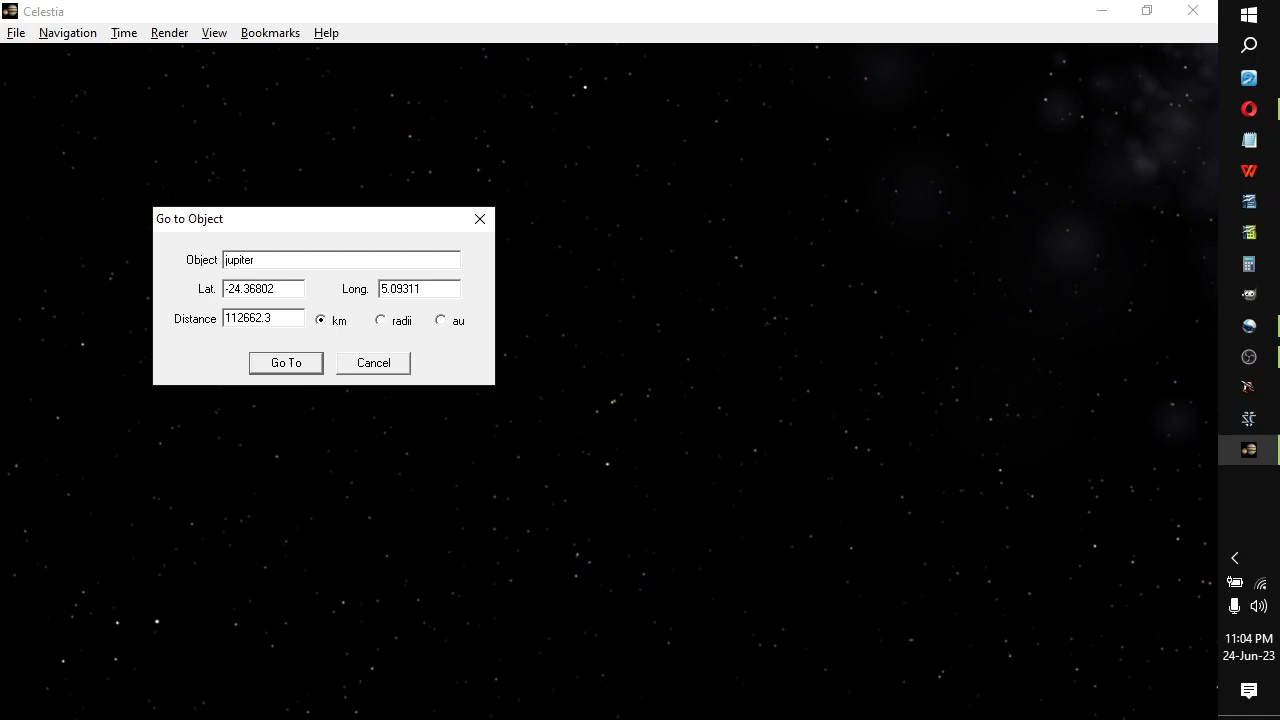 Celestia
File Navigation Time Render View Bookmarks Help
Go to Object
Object jupiter
Lat. -24.36802 Long. 5.09311
Distance 112662.3 km radii au
Go To Cancel
11:04 PM
24-Jun-23